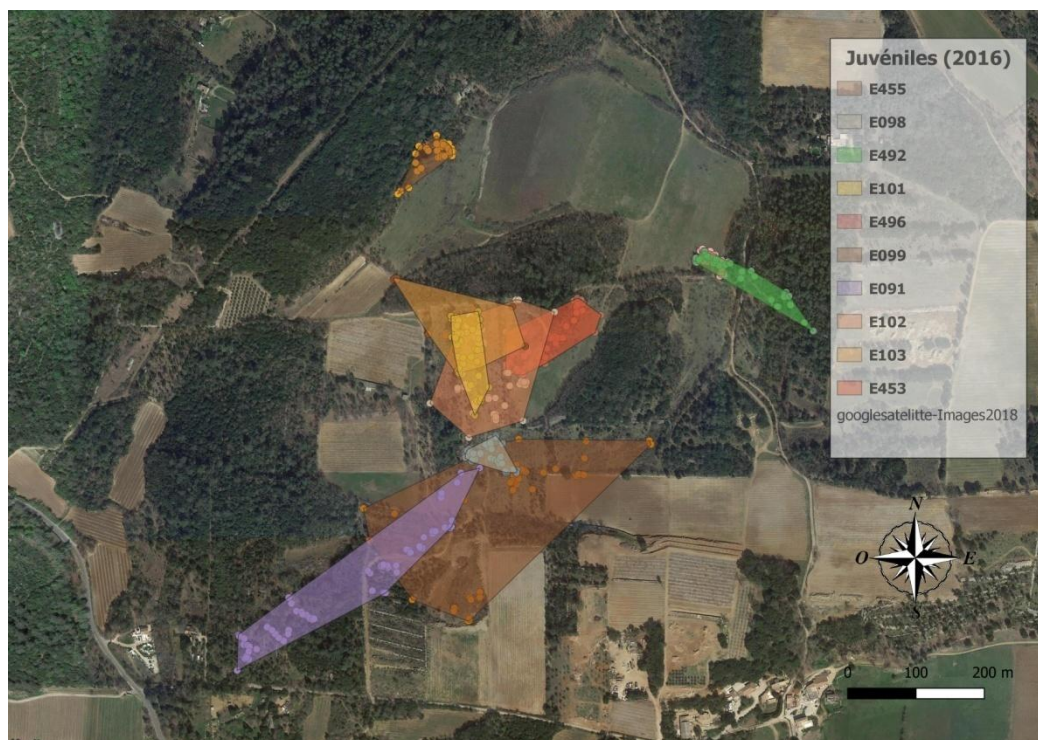 Juvéniles (2016)
E455
E098
E492
E101
E496
E099
E091
E102
E103
E453
googlesatelitte-Images2018
N
O
E
S
0
100
200 m